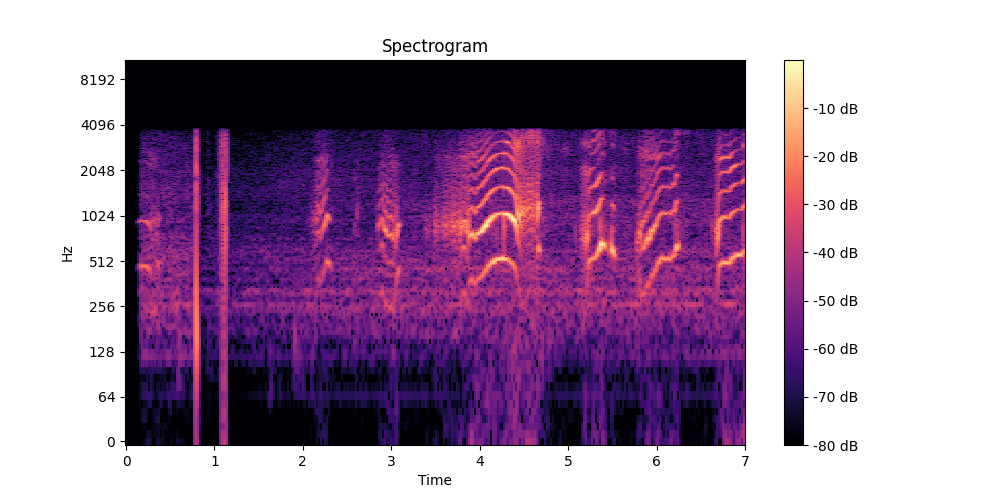 Spectrogram
8192
4096
2048
1024
512
256
128
64
0
Hz
0 1 2 3 4 5 6 7
Time
-10 dB
-20 dB
-30 dB
-40 dB
-50 dB
-60 dB
-70 dB
-80 dB